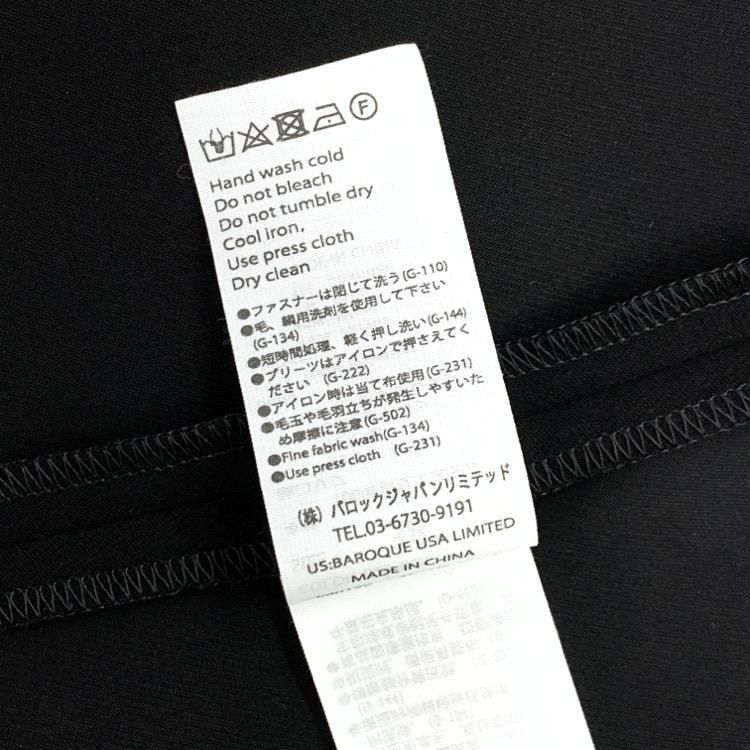 F
Hand wash cold
Do not bleach
Do not tumble dry
Cool iron,
Use press cloth
Dry clean
●ファスナーは閉じて洗う(G-110)
●毛、絹用洗剤を使用して下さい
(G-134)
●短時間処理、軽く押し洗い(G-144)
●プリーツはアイロンで押さえてく
ださい (G-222)
●アイロン時は当て布使用(G-231)
●毛玉や毛羽立ちが発生しやすいた
め摩擦に注意(G-502)
●Fine fabric wash(G-134)
●Use press cloth (G-231)
(株) バロックジャパンリミテッド
TEL.03-6730-9191
US:BAROQUE USA LIMITED
MADE IN CHINA